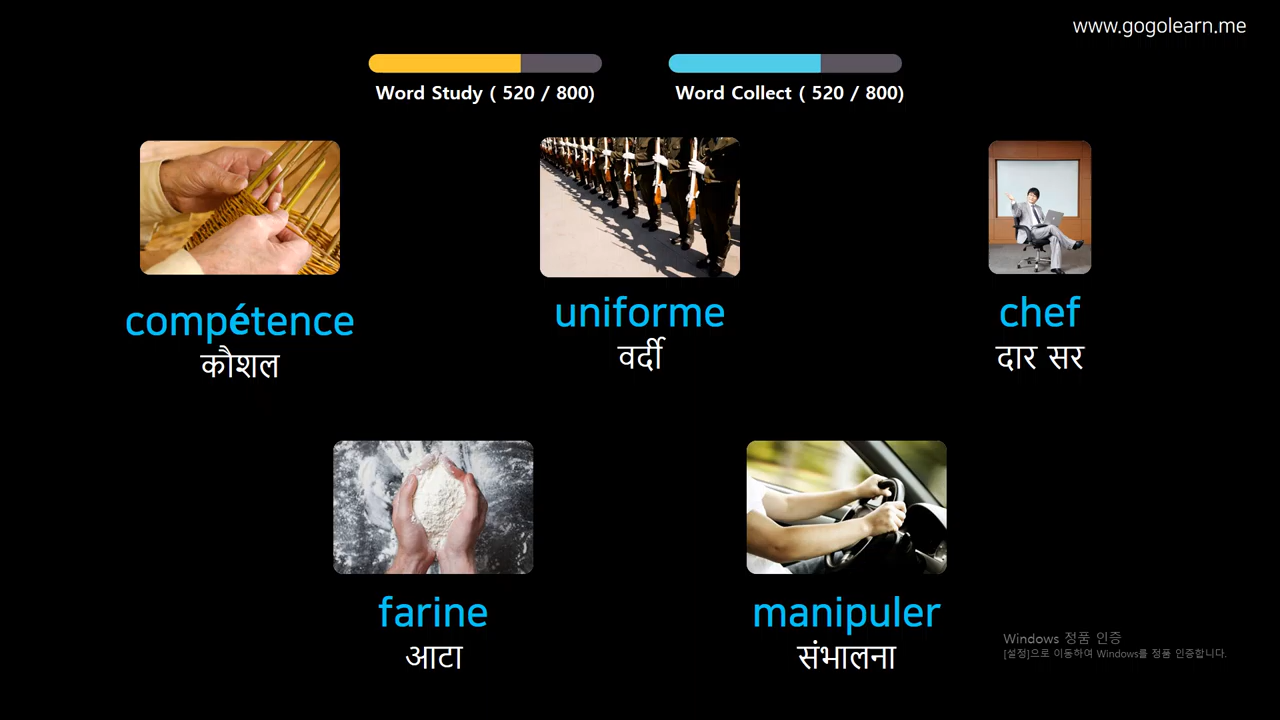 www.gogolearn.me
Word Study ( 520 / 800)
Word Collect ( 520 / 800)
compétence
कौशल
uniforme
वर्दी
chef
दार सर
farine
आटा
manipuler
संभालना
Windows 정품 인증
[설정]으로 이동하여 Windows를 정품 인증합니다.